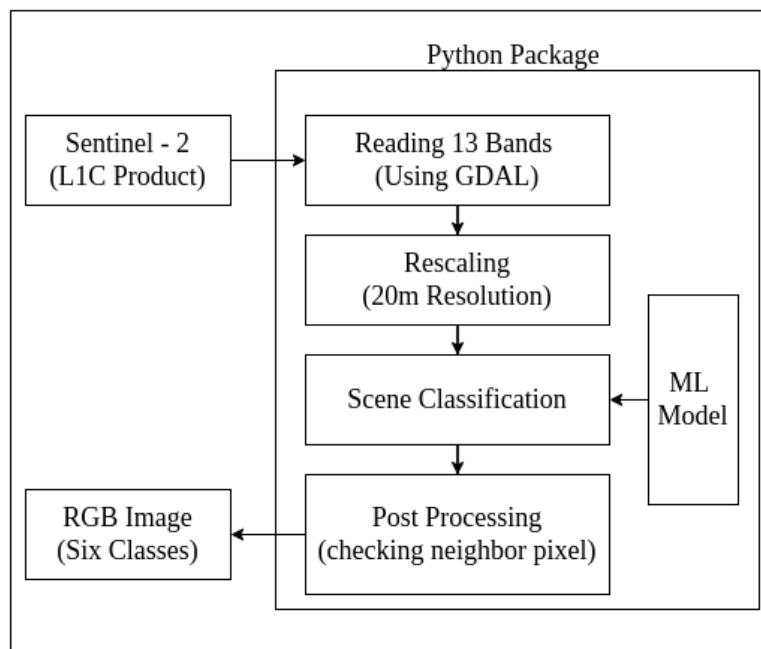 Python Package
Sentinel - 2
(L1C Product)
Reading 13 Bands
(Using GDAL)
Rescaling
(20m Resolution)
Scene Classification
ML
Model
Post Processing
(checking neighbor pixel)
RGB Image
(Six Classes)